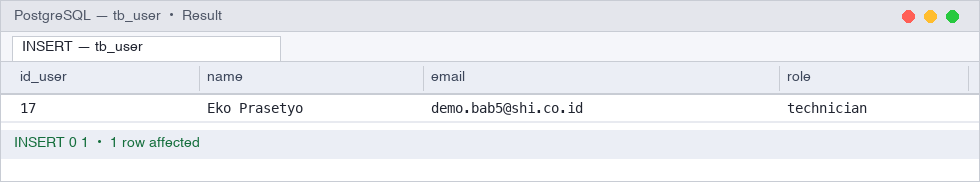 PostgreSQL — tb_user • Result
INSERT — tb_user
id_user name email role
17 Eko Prasetyo demo.bab5@shi.co.id technician
INSERT 0 1 • 1 row affected